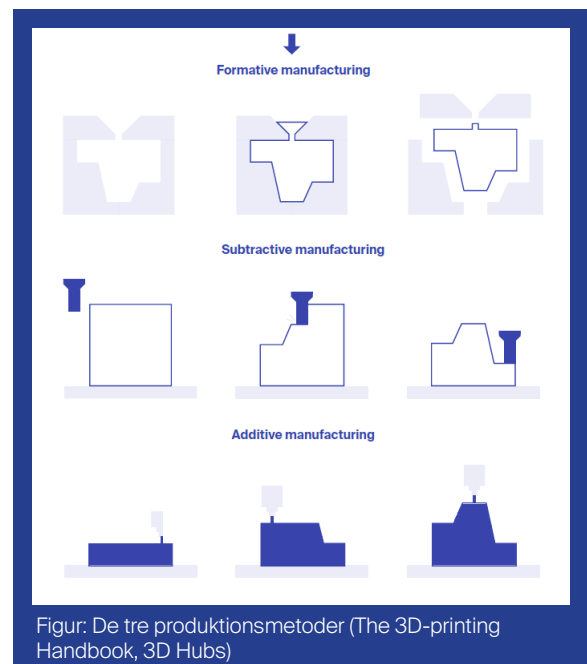 Formative manufacturing
Subtractive manufacturing
Additive manufacturing
Figur: De tre produktionsmetoder (The 3D-printing
Handbook, 3D Hubs)